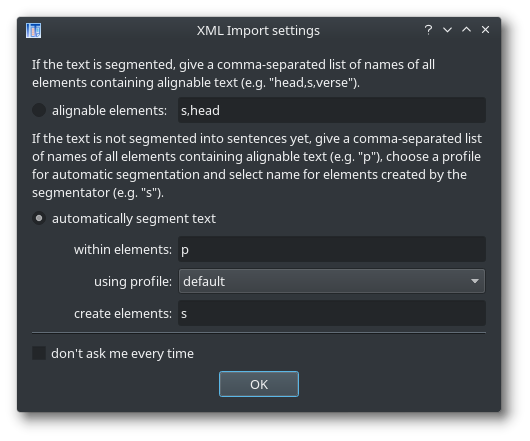 XML Import settings
?
If the text is segmented, give a comma-separated list of names of all
elements containing alignable text (e.g. "head,s,verse").
alignable elements: s,head
If the text is not segmented into sentences yet, give a comma-separated list
of names of all elements containing alignable text (e.g. "p"), choose a profile
for automatic segmentation and select name for elements created by the
segmentator (e.g. "s").
automatically segment text
within elements: p
using profile: default
create elements: s
don't ask me every time
OK